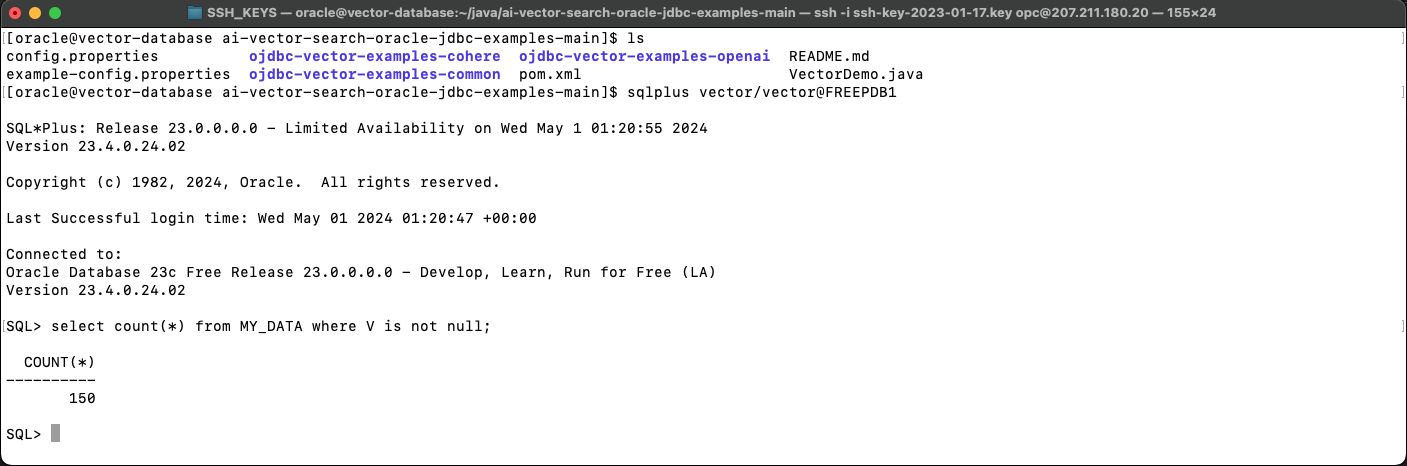 SSH_KEYS — oracle@vector-database:~/java/ai-vector-search-oracle-jdbc-examples-main — ssh -i ssh-key-2023-01-17.key opc@207.211.180.20 — 155×24
[[oracle@vector-database ai-vector-search-oracle-jdbc-examples-main]$ ls
config.properties          ojdbc-vector-examples-cohere  ojdbc-vector-examples-openai  README.md
example-config.properties  ojdbc-vector-examples-common  pom.xml                       VectorDemo.java
[[oracle@vector-database ai-vector-search-oracle-jdbc-examples-main]$ sqlplus vector/vector@FREEPDB1
SQL*Plus: Release 23.0.0.0.0 - Limited Availability on Wed May 1 01:20:55 2024
Version 23.4.0.24.02
Copyright (c) 1982, 2024, Oracle.  All rights reserved.
Last Successful login time: Wed May 01 2024 01:20:47 +00:00
Connected to:
Oracle Database 23c Free Release 23.0.0.0.0 - Develop, Learn, Run for Free (LA)
Version 23.4.0.24.02
[SQL> select count(*) from MY_DATA where V is not null;
  COUNT(*)
----------
       150
SQL>